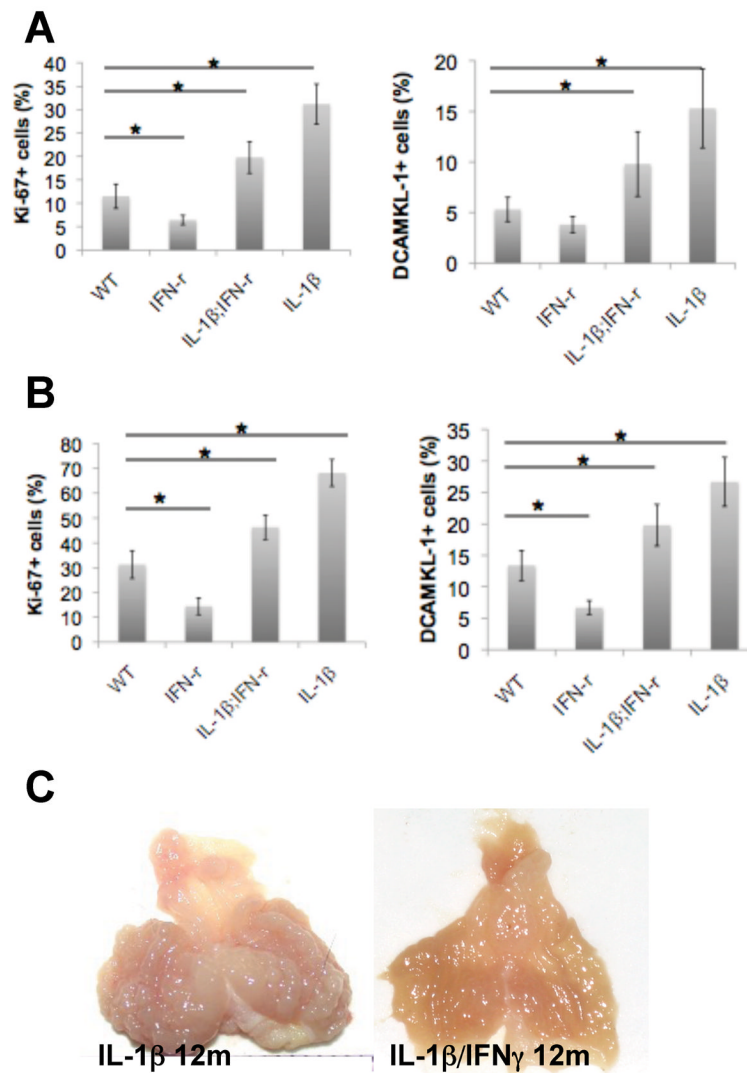 A
Ki-67+ cells (%)
40
35
30
25
20
15
10
5
0
WT
IFN-r
IL-1β;IFN-r
IL-1β
*
*
*
DCAMKL-1+ cells (%)
20
15
10
5
0
WT
IFN-r
IL-1β;IFN-r
IL-1β
*
*
B
Ki-67+ cells (%)
80
70
60
50
40
30
20
10
0
WT
IFN-r
IL-1β;IFN-r
IL-1β
*
*
*
DCAMKL-1+ cells (%)
35
30
25
20
15
10
5
0
WT
IFN-r
IL-1β;IFN-r
IL-1β
*
*
*
C
IL-1β 12m
IL-1β/IFNγ 12m